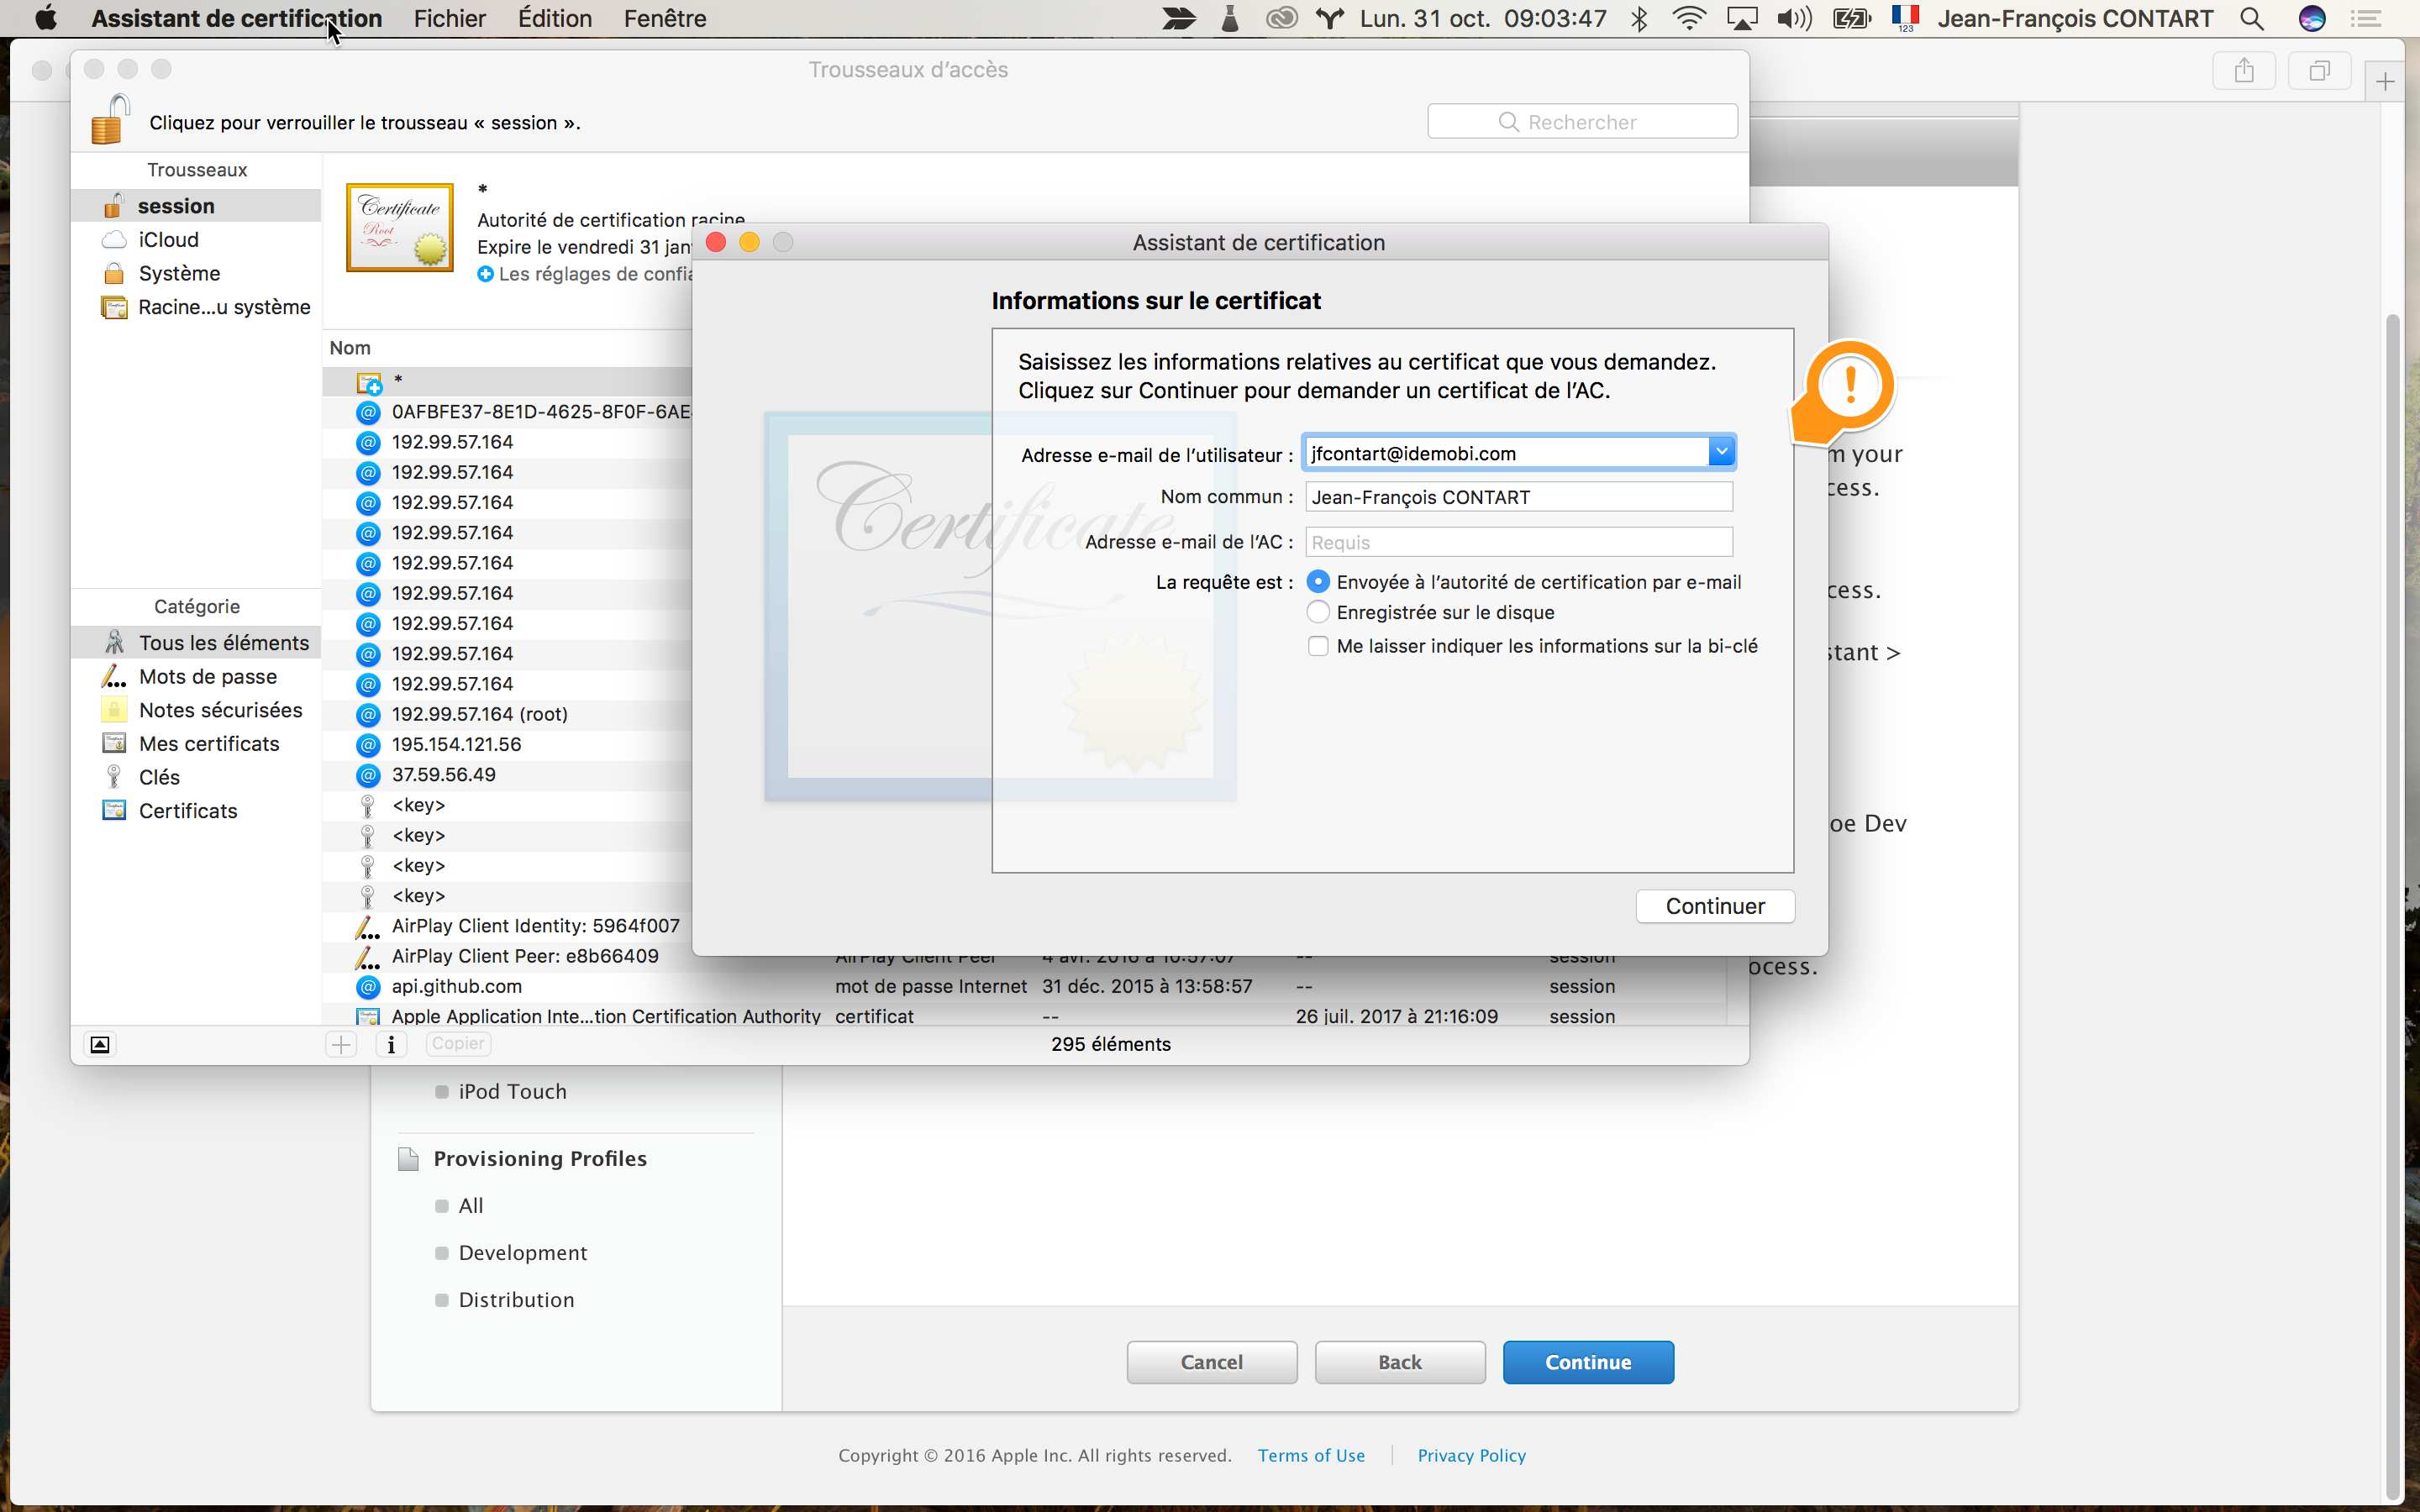 Assistant de certification Fichier Édition Fenêtre Lun. 31 oct. 09:03:47 123 Jean-François CONTART
Trousseaux d'accès
Cliquez pour verrouiller le trousseau « session ».
Rechercher
Trousseaux
session
iCloud
Système
Racine...u système
Certificate
Root
*
Autorité de certification racine
Expire le vendredi 31 jan
Les réglages de confia
Nom
*
0AFBFE37-8E1D-4625-8F0F-6AE
192.99.57.164
192.99.57.164
192.99.57.164
192.99.57.164
192.99.57.164
192.99.57.164
192.99.57.164
192.99.57.164
192.99.57.164
192.99.57.164 (root)
195.154.121.56
37.59.56.49
<key>
<key>
<key>
<key>
AirPlay Client Identity: 5964f007
AirPlay Client Peer: e8b66409 AirPlay Client Peer 4 avr. 2016 à 10:57:07 -- session
api.github.com mot de passe Internet 31 déc. 2015 à 13:58:57 -- session
Apple Application Inte...tion Certification Authority certificat -- 26 juil. 2017 à 21:16:09 session
Catégorie
Tous les éléments
Mots de passe
Notes sécurisées
Mes certificats
Clés
Certificats
Copier
295 éléments
Assistant de certification
Informations sur le certificat
Saisissez les informations relatives au certificat que vous demandez.
Cliquez sur Continuer pour demander un certificat de l'AC.
Certificate
Adresse e-mail de l'utilisateur : jfcontart@idemobi.com
Nom commun : Jean-François CONTART
Adresse e-mail de l'AC : Requis
La requête est : Envoyée à l'autorité de certification par e-mail
Enregistrée sur le disque
Me laisser indiquer les informations sur la bi-clé
Continuer
m your
cess.
cess.
stant >
oe Dev
ocess.
iPod Touch
Provisioning Profiles
All
Development
Distribution
Cancel Back Continue
Copyright © 2016 Apple Inc. All rights reserved. Terms of Use Privacy Policy